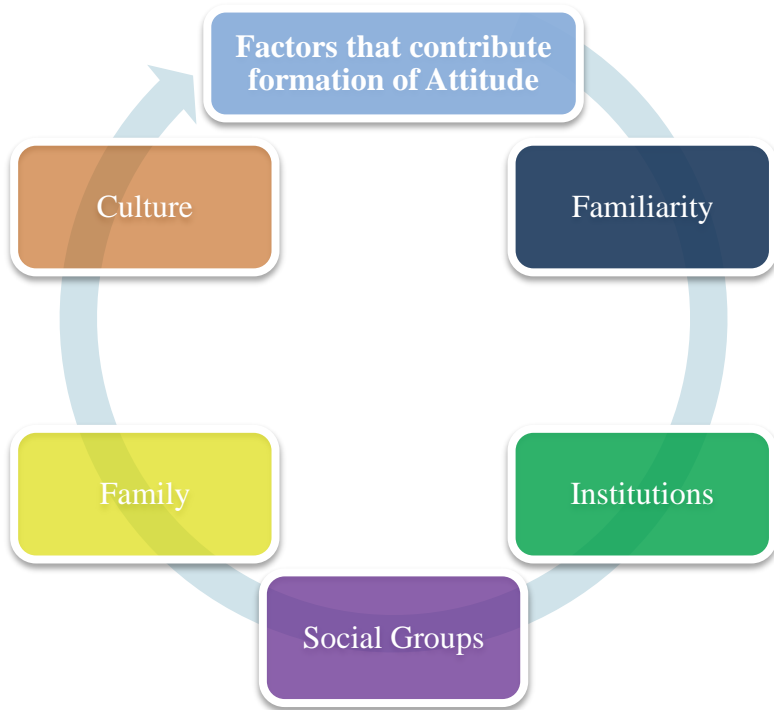 Factors that contribute
formation of Attitude
Familiarity
Institutions
Social Groups
Family
Culture